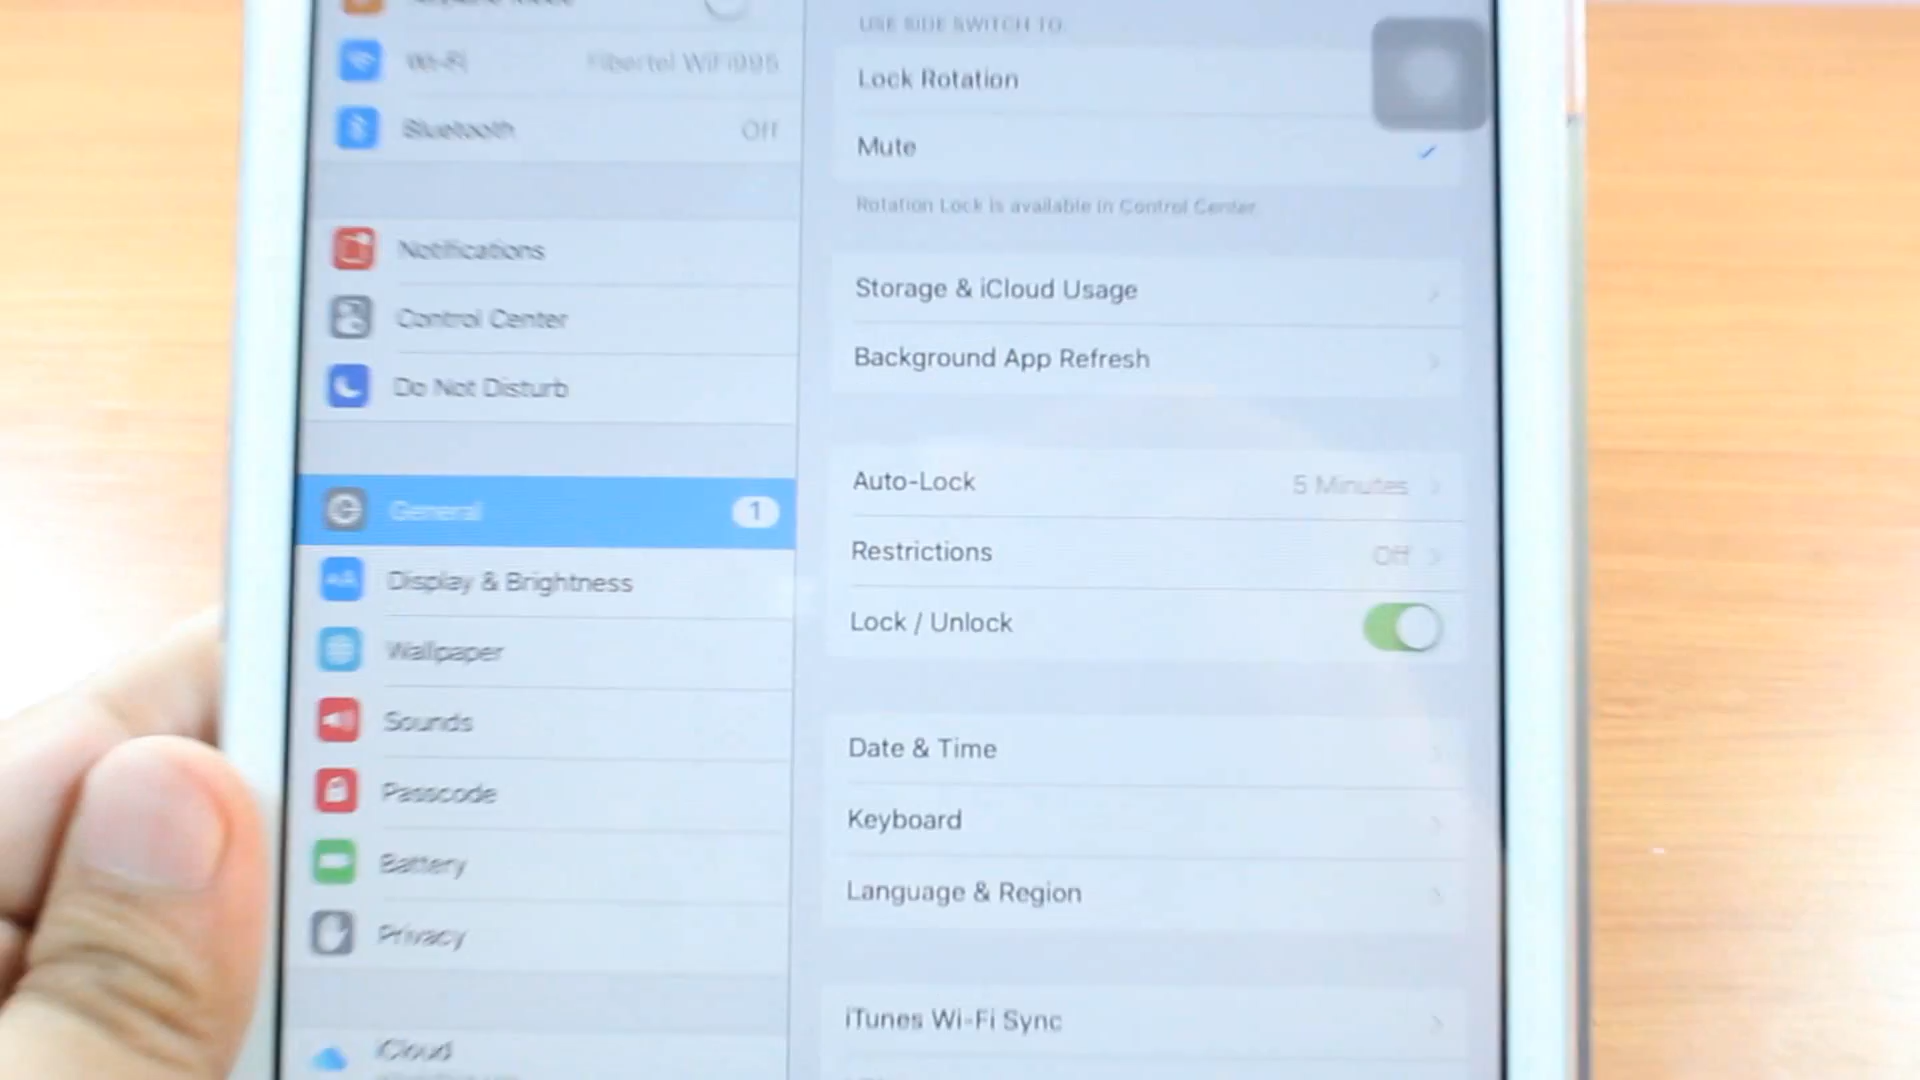 Wi-Fi Fibertel WiFi995
Bluetooth Off
Notifications
Control Center
Do Not Disturb
General 1
Display & Brightness
Wallpaper
Sounds
Passcode
Battery
Privacy
iCloud
USE SIDE SWITCH TO:
Lock Rotation
Mute
Rotation Lock is available in Control Center.
Storage & iCloud Usage
Background App Refresh
Auto-Lock 5 Minutes
Restrictions Off
Lock / Unlock
Date & Time
Keyboard
Language & Region
iTunes Wi-Fi Sync